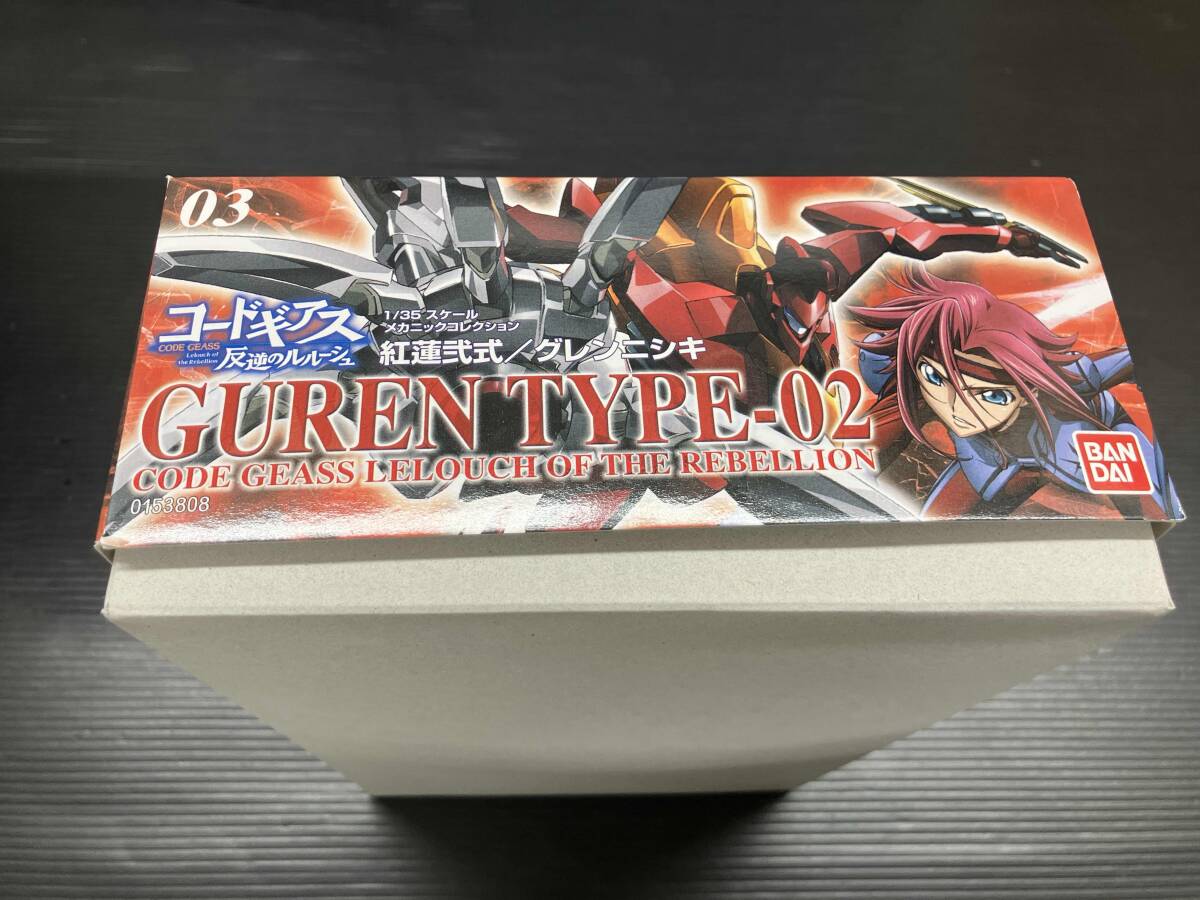 03
コードギアス
CODE GEASS
Lelouch of
the Rebellion
反逆のルルーシュ
1/35 スケール
メカニックコレクション
紅蓮弐式/グレンニシキ
GUREN TYPE-02
CODE GEASS LELOUCH OF THE REBELLION
0153808
BAN
DAI